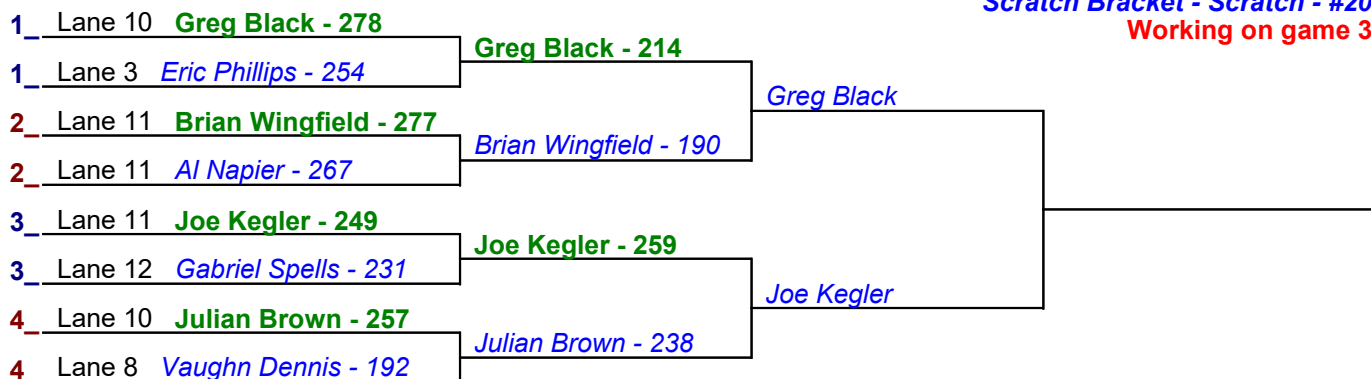 Scratch Bracket - Scratch - #20
Working on game 3
1_ Lane 10 Greg Black - 278
Greg Black - 214
1_ Lane 3 Eric Phillips - 254
Greg Black
2_ Lane 11 Brian Wingfield - 277
Brian Wingfield - 190
2_ Lane 11 Al Napier - 267
3_ Lane 11 Joe Kegler - 249
Joe Kegler - 259
3_ Lane 12 Gabriel Spells - 231
Joe Kegler
4_ Lane 10 Julian Brown - 257
Julian Brown - 238
4 Lane 8 Vaughn Dennis - 192